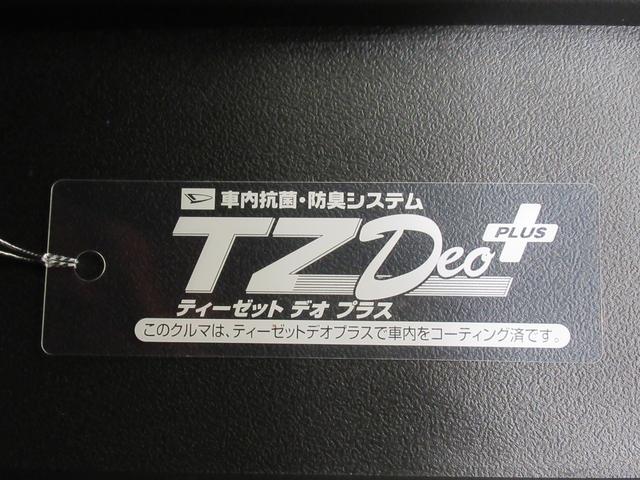 車内抗菌・防臭システム
TZ Deo PLUS
ティーゼット デオ プラス
このクルマは、ティーゼットデオプラスで車内をコーティング済です。